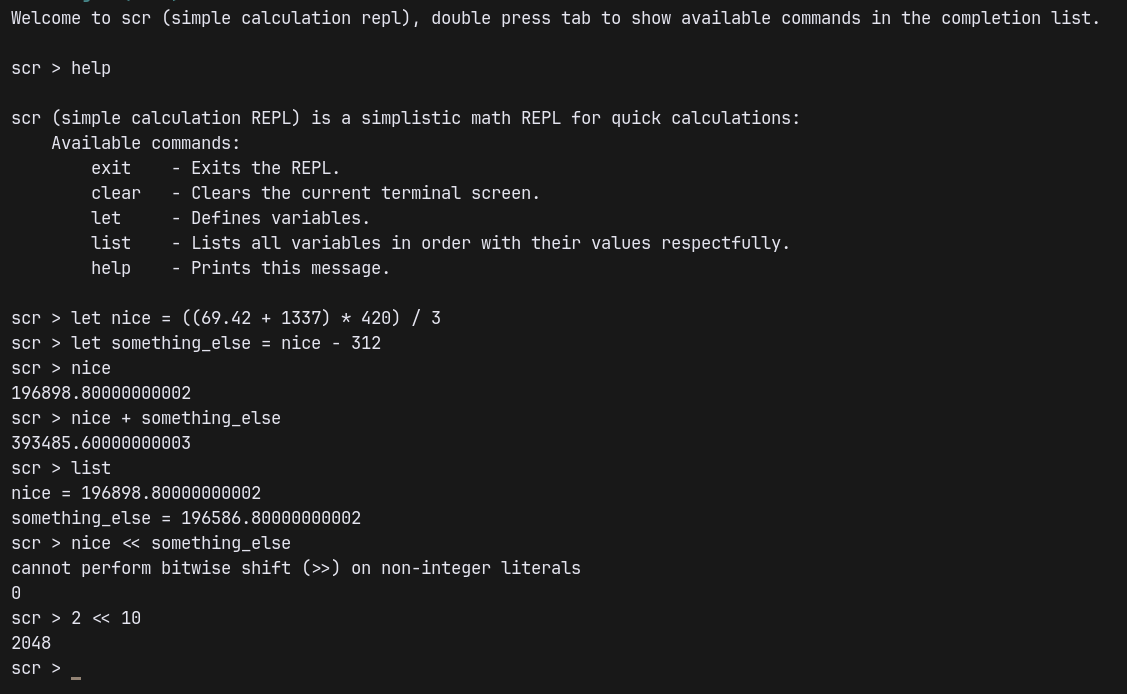 Welcome to scr (simple calculation repl), double press tab to show available commands in the completion list.
scr > help
scr (simple calculation REPL) is a simplistic math REPL for quick calculations:
    Available commands:
        exit    - Exits the REPL.
        clear   - Clears the current terminal screen.
        let     - Defines variables.
        list    - Lists all variables in order with their values respectfully.
        help    - Prints this message.
scr > let nice = ((69.42 + 1337) * 420) / 3
scr > let something_else = nice - 312
scr > nice
196898.80000000002
scr > nice + something_else
393485.60000000003
scr > list
nice = 196898.80000000002
something_else = 196586.80000000002
scr > nice << something_else
cannot perform bitwise shift (>>) on non-integer literals
0
scr > 2 << 10
2048
scr > _